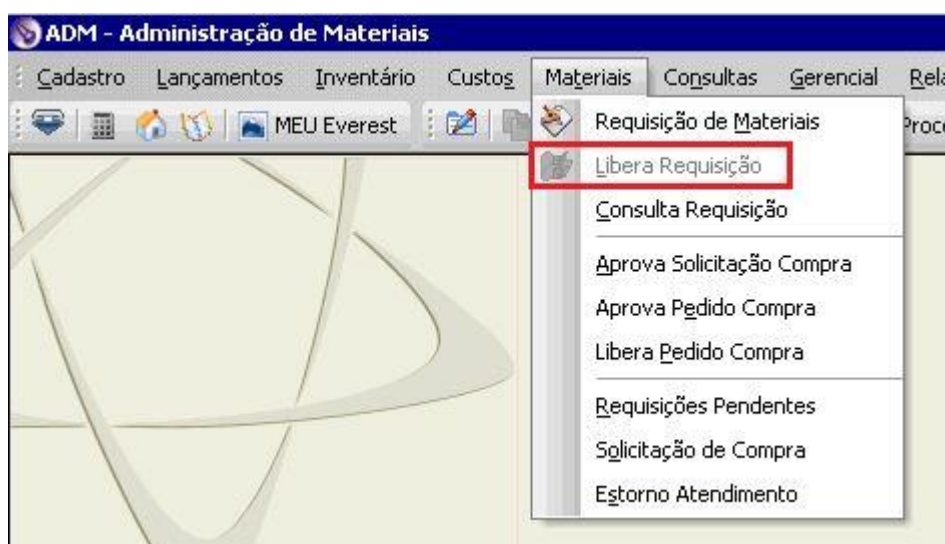 ADM - Administração de Materiais
Cadastro Lançamentos Inventário Custos Materiais Consultas Gerencial
MEU Everest
Requisição de Materiais
Libera Requisição
Consulta Requisição
Aprova Solicitação Compra
Aprova Pedido Compra
Libera Pedido Compra
Requisições Pendentes
Solicitação de Compra
Estorno Atendimento